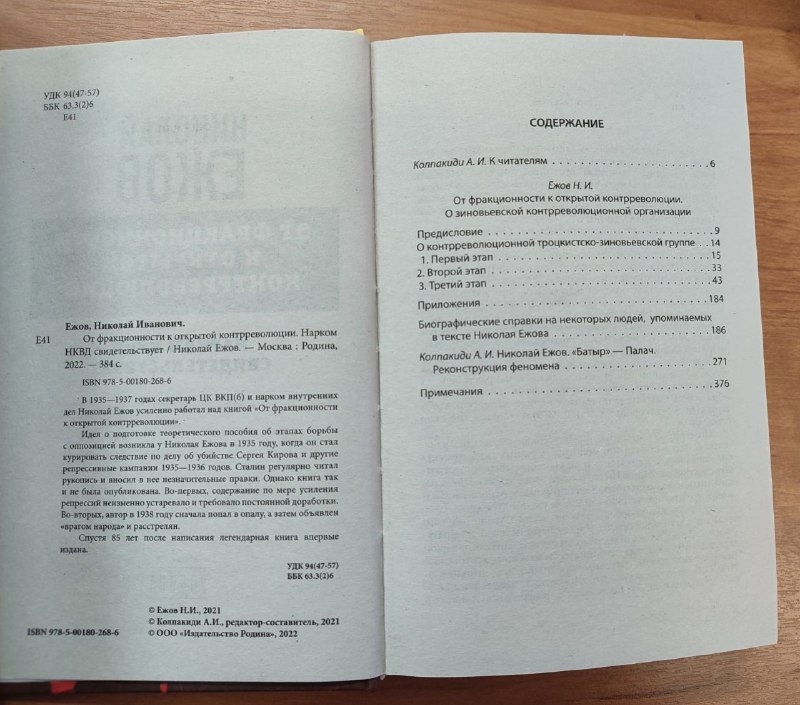 УДК 94(47-57)
ББК 63.3(2)6
Е41
Ежов, Николай Иванович.
Е41 От фракционности к открытой контрреволюции. Нарком
НКВД свидетельствует / Николай Ежов. — Москва : Родина,
2022. — 384 с.
ISBN 978-5-00180-268-6
В 1935—1937 годах секретарь ЦК ВКП(б) и нарком внутренних
дел Николай Ежов усиленно работал над книгой «От фракционности
к открытой контрреволюции».
Идея о подготовке теоретического пособия об этапах борьбы
с оппозицией возникла у Николая Ежова в 1935 году, когда он стал
курировать следствие по делу об убийстве Сергея Кирова и другие
репрессивные кампании 1935—1936 годов. Сталин регулярно читал
рукопись и вносил в нее незначительные правки. Однако книга так
и не была опубликована. Во-первых, содержание по мере усиления
репрессий неизменно устаревало и требовало постоянной доработки.
Во-вторых, автор в 1938 году сначала попал в опалу, а затем объявлен
«врагом народа» и расстрелян.
Спустя 85 лет после написания легендарная книга впервые
издана.
УДК 94(47-57)
ББК 63.3(2)6
© Ежов Н.И., 2021
© Колпакиди А.И., редактор-составитель, 2021
ISBN 978-5-00180-268-6 © ООО «Издательство Родина», 2022
СОДЕРЖАНИЕ
Колпакиди А. И. К читателям . . . . . . . . . . . . . . . . . . . . . . . . 6
Ежов Н. И.
От фракционности к открытой контрреволюции.
О зиновьевской контрреволюционной организации
Предисловие . . . . . . . . . . . . . . . . . . . . . . . . . . . . . . . . . . 9
О контрреволюционной троцкистско-зиновьевской группе . . 14
1. Первый этап . . . . . . . . . . . . . . . . . . . . . . . . . . . . . . . . . 15
2. Второй этап . . . . . . . . . . . . . . . . . . . . . . . . . . . . . . . . . 33
3. Третий этап . . . . . . . . . . . . . . . . . . . . . . . . . . . . . . . . . 43
Приложения . . . . . . . . . . . . . . . . . . . . . . . . . . . . . . . . . . 184
Биографические справки на некоторых людей, упоминаемых
в тексте Николая Ежова . . . . . . . . . . . . . . . . . . . . . . . . 186
Колпакиди А. И. Николай Ежов. «Батыр» — Палач.
Реконструкция феномена . . . . . . . . . . . . . . . . . . . . . . . 271
Примечания . . . . . . . . . . . . . . . . . . . . . . . . . . . . . . . . . . 376